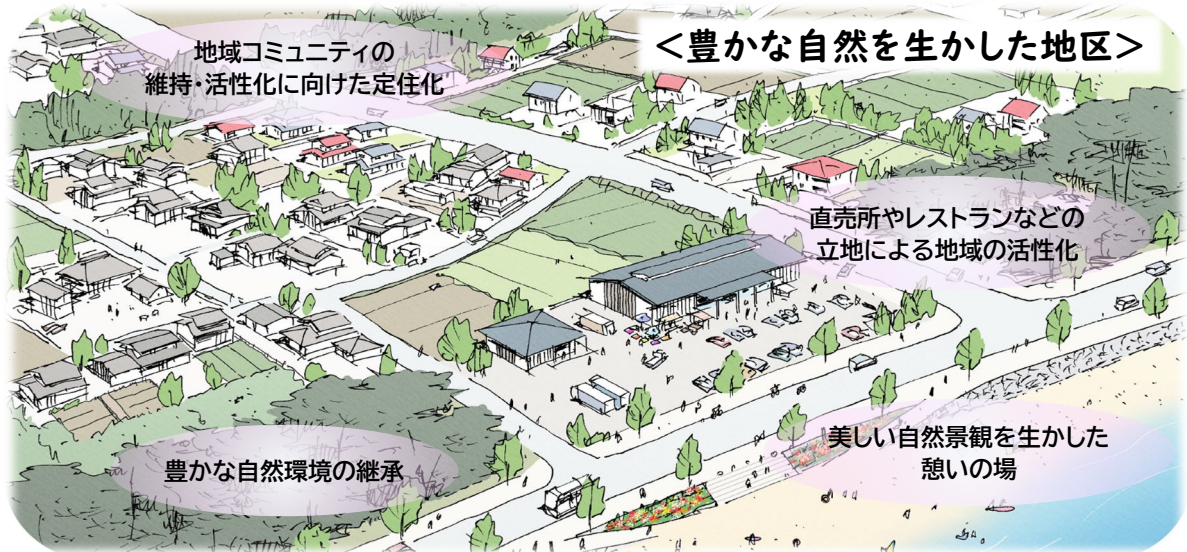 <豊かな自然を生かした地区>
地域コミュニティの
維持・活性化に向けた定住化
直売所やレストランなどの
立地による地域の活性化
豊かな自然環境の継承
美しい自然景観を生かした
憩いの場